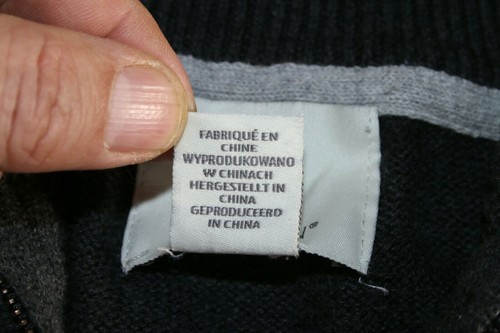 FABRIQUÉ EN
CHINE
WYPRODUKOWANO
W CHINACH
HERGESTELLT IN
CHINA
GEPRODUCEERD
IN CHINA